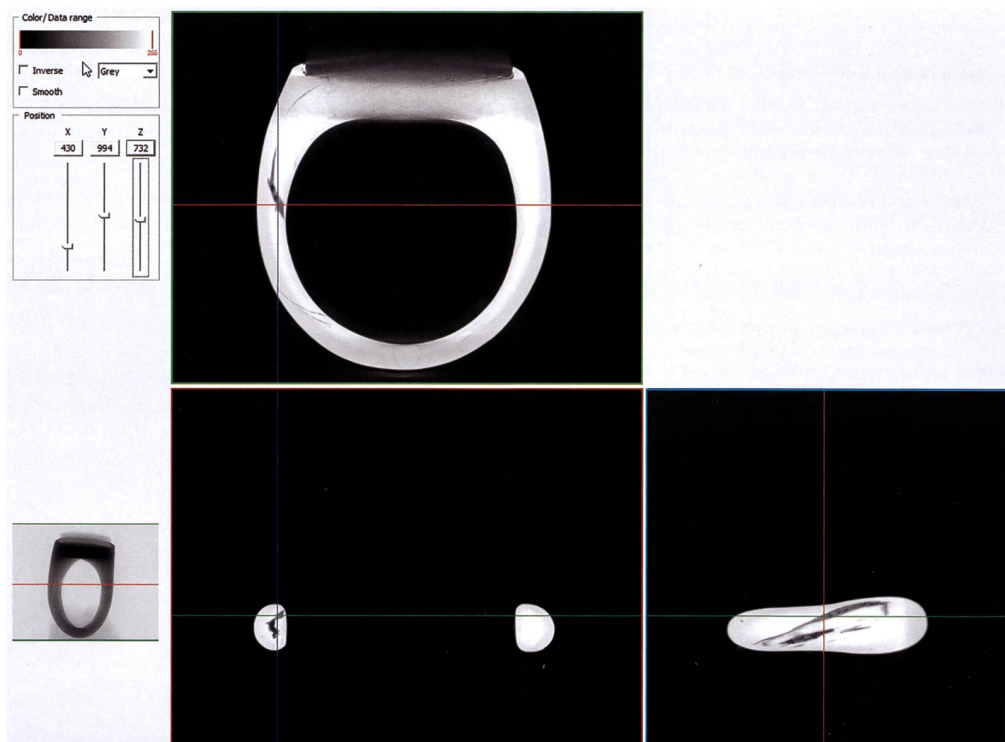 Color/Data range
0 255
Inverse
Grey
Smooth
Position
X Y Z
430 994 732